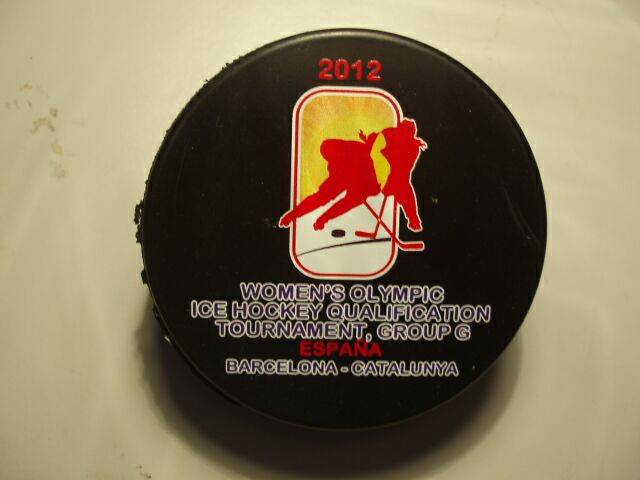 2012
WOMEN'S OLYMPIC
ICE HOCKEY QUALIFICATION
TOURNAMENT, GROUP G
ESPAÑA
BARCELONA - CATALUNYA